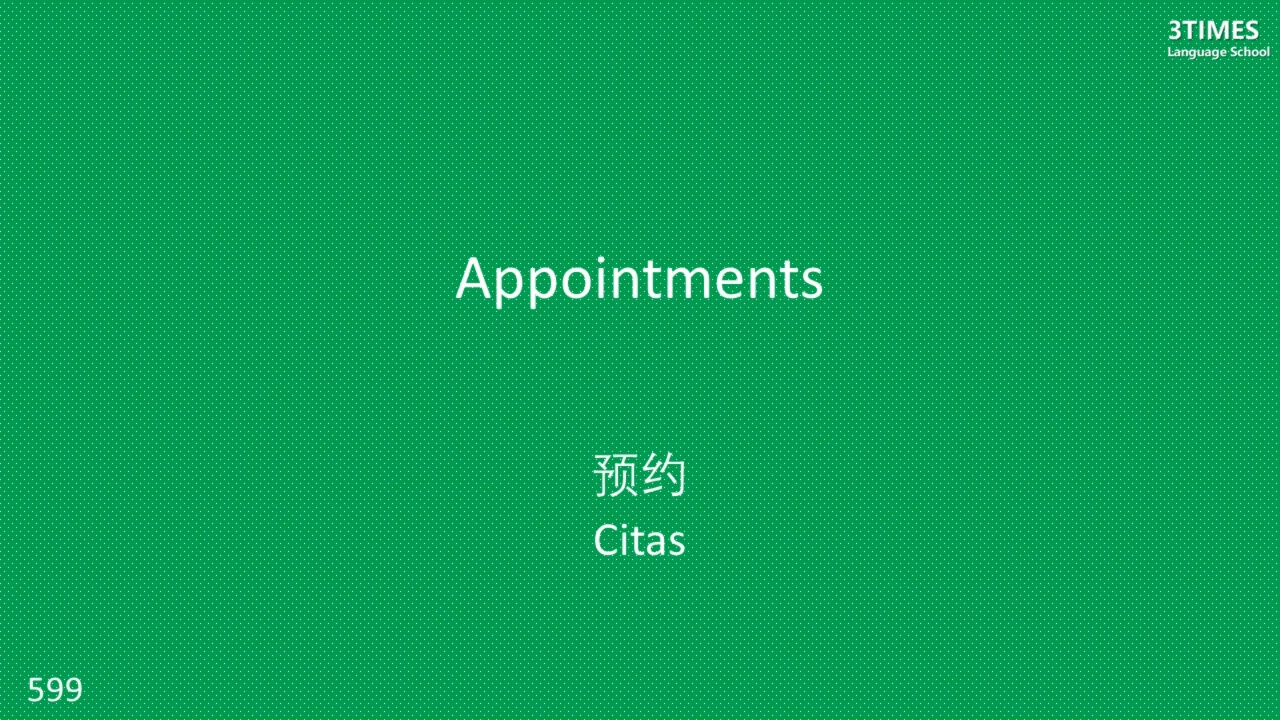 3TIMES
Language School
Appointments
预约
Citas
599